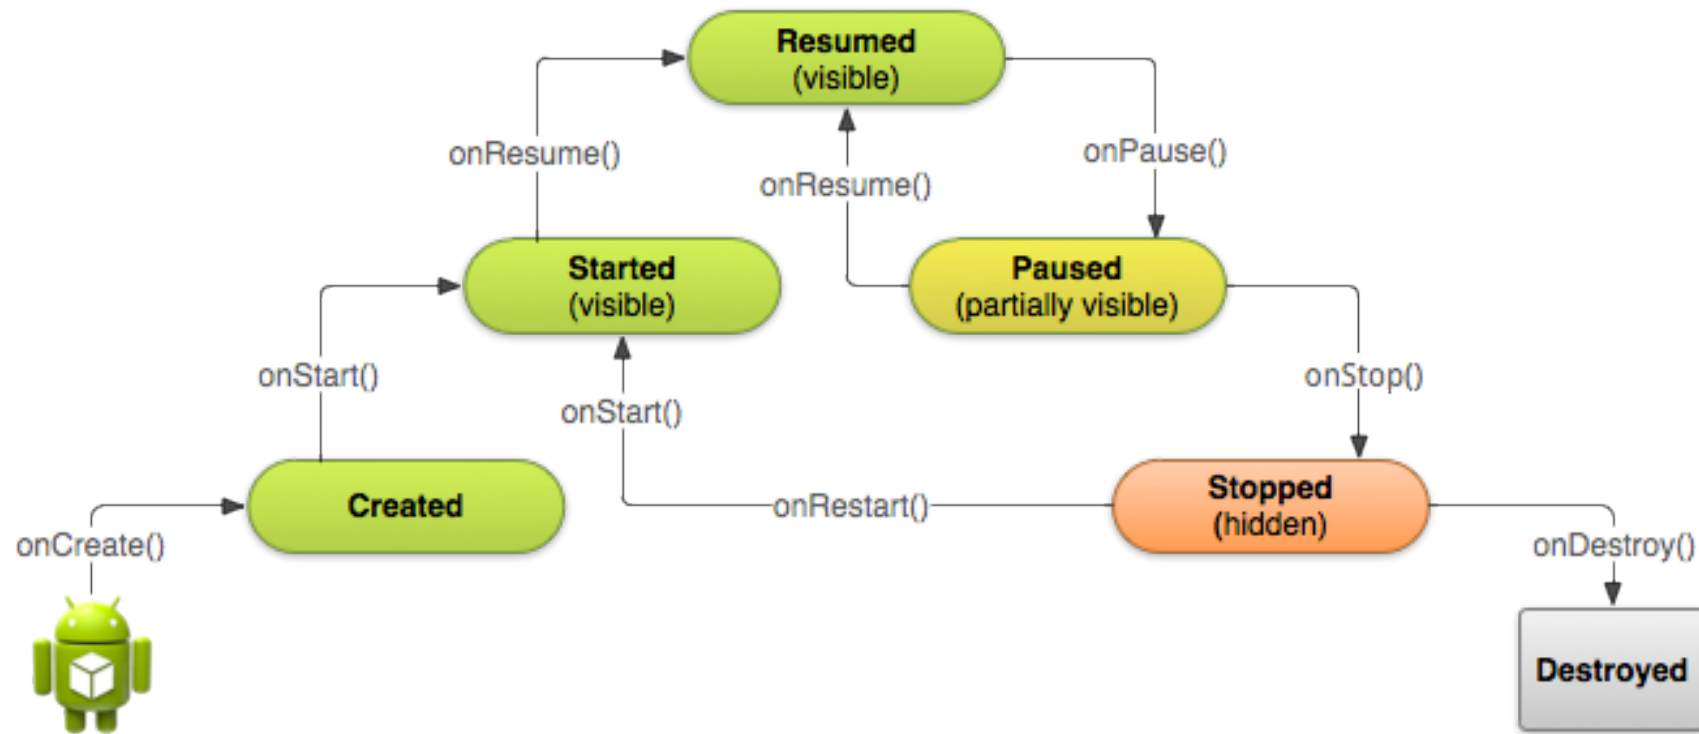 Resumed
(visible)
onResume()
onPause()
onResume()
Started
(visible)
Paused
(partially visible)
onStart()
onStop()
onStart()
Created
Stopped
(hidden)
onRestart()
onCreate()
onDestroy()
Destroyed